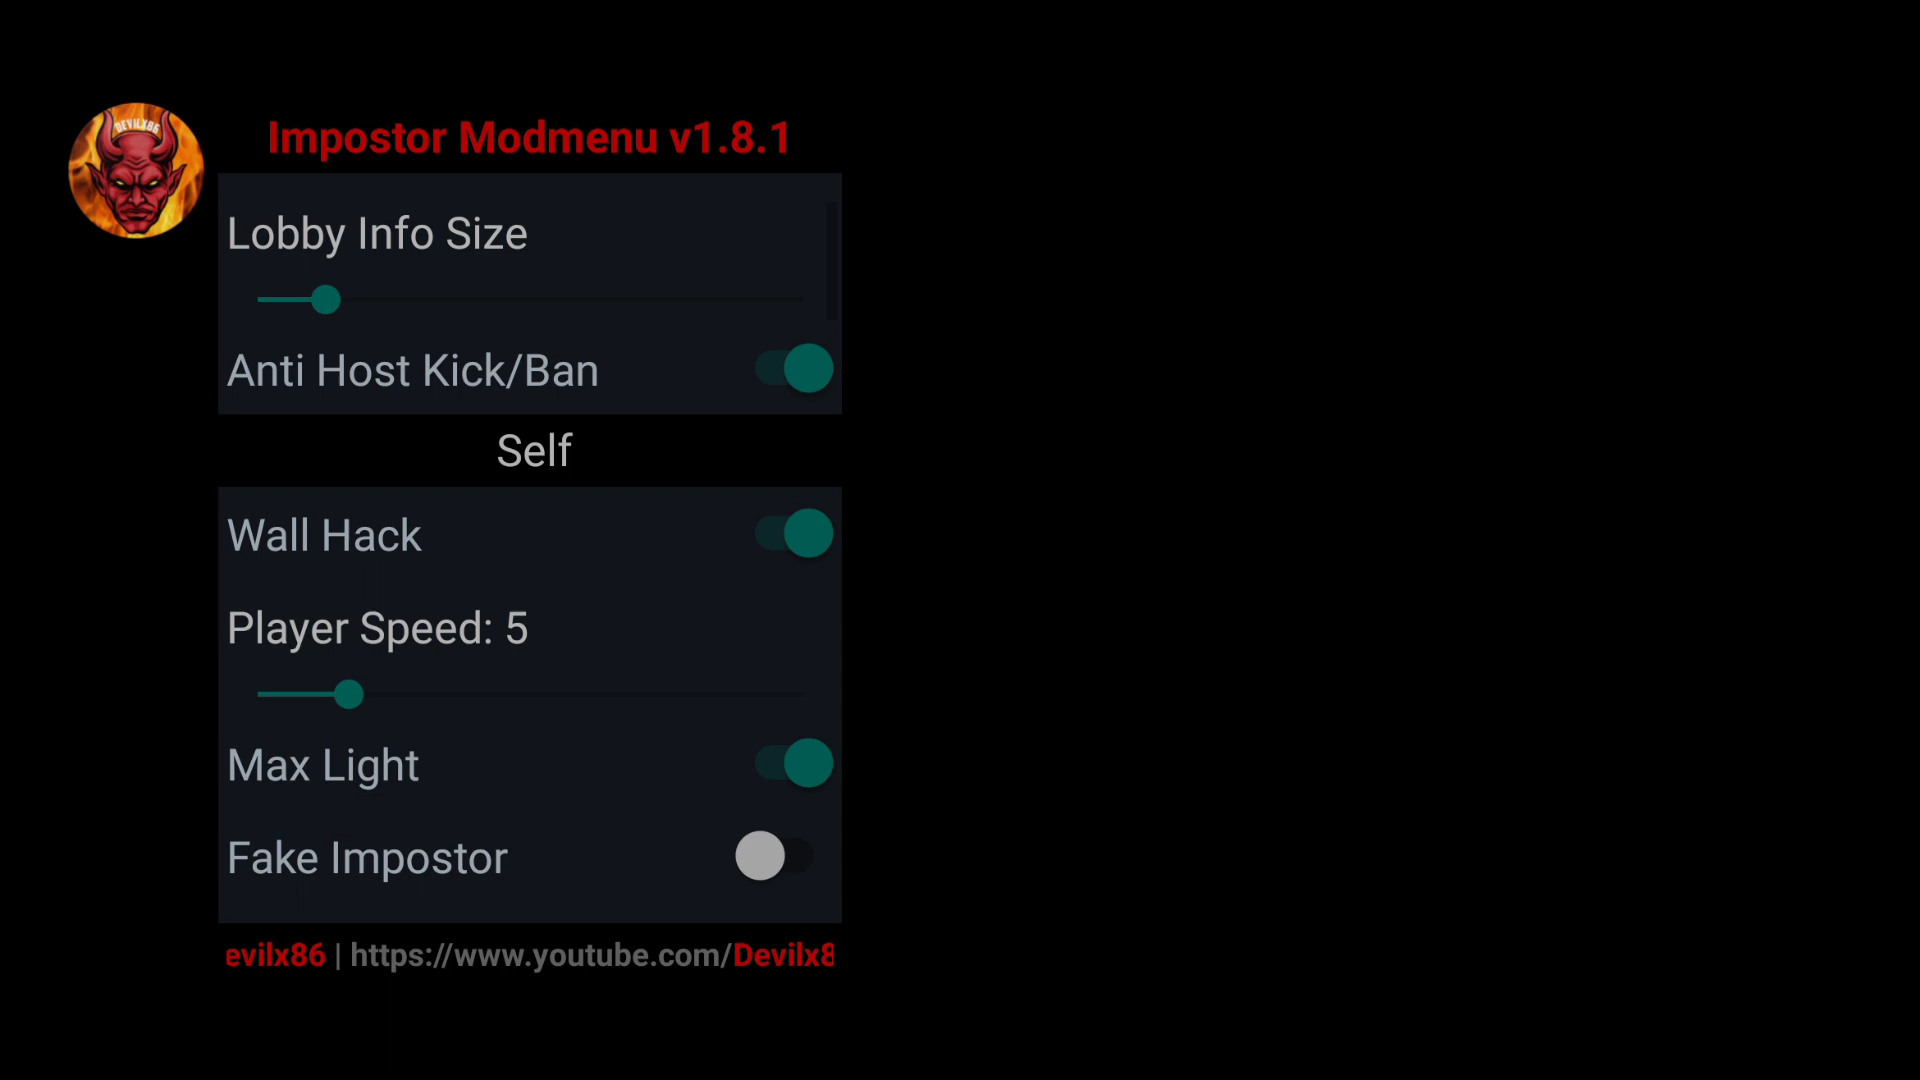 DEVILX86
Impostor Modmenu v1.8.1
Lobby Info Size
Anti Host Kick/Ban
Self
Wall Hack
Player Speed: 5
Max Light
Fake Impostor
evilx86 | https://www.youtube.com/Devilx8